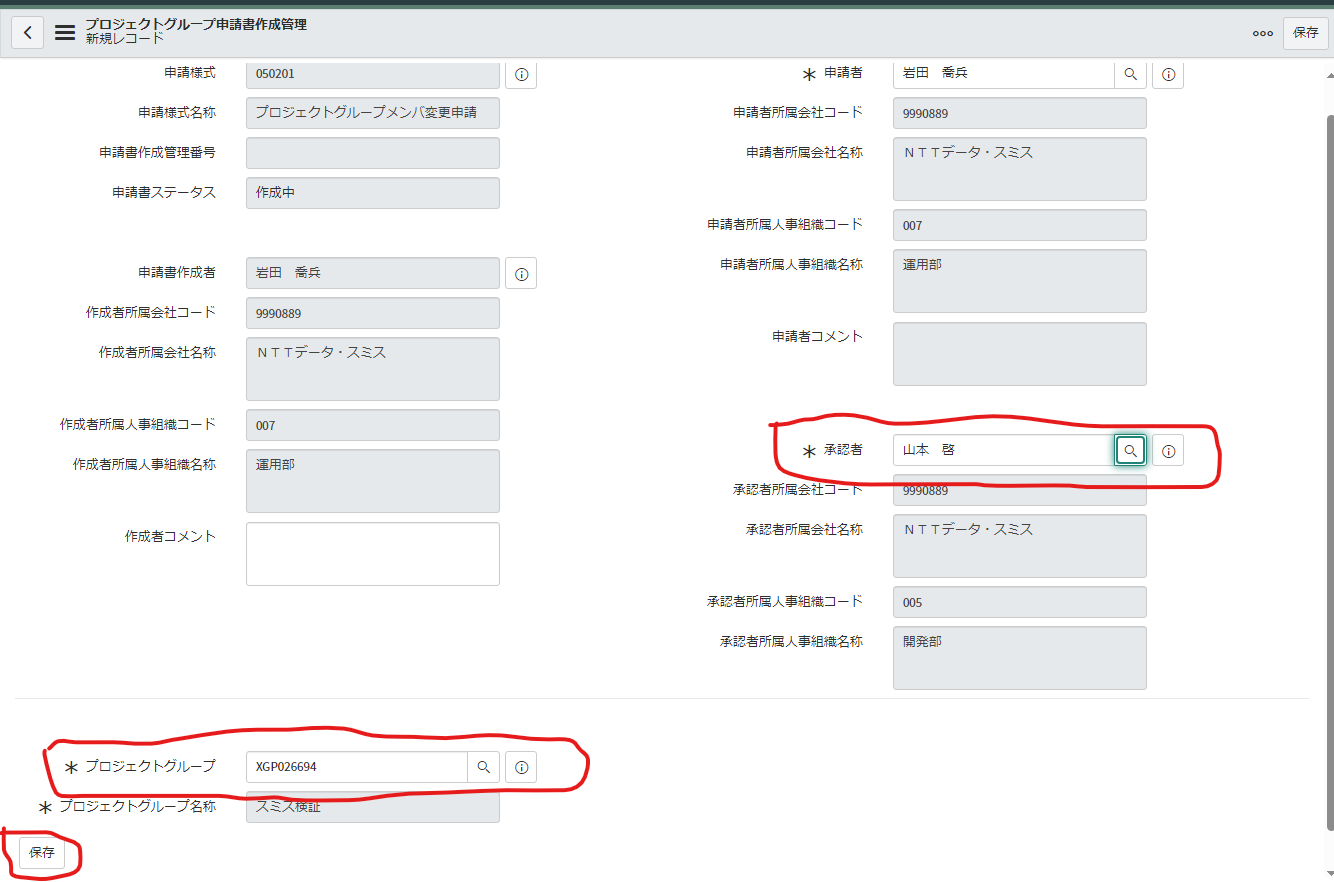 プロジェクトグループ申請書作成管理
新規レコード
保存
申請様式 050201
申請様式名称 プロジェクトグループメンバ変更申請
申請書作成管理番号
申請書ステータス 作成中
申請書作成者 岩田　喬兵
作成者所属会社コード 9990889
作成者所属会社名称 ＮＴＴデータ・スミス
作成者所属人事組織コード 007
作成者所属人事組織名称 運用部
作成者コメント
＊ 申請者 岩田　喬兵
申請者所属会社コード 9990889
申請者所属会社名称 ＮＴＴデータ・スミス
申請者所属人事組織コード 007
申請者所属人事組織名称 運用部
申請者コメント
＊ 承認者 山本　啓
承認者所属会社コード 9990889
承認者所属会社名称 ＮＴＴデータ・スミス
承認者所属人事組織コード 005
承認者所属人事組織名称 開発部
＊ プロジェクトグループ XGP026694
＊ プロジェクトグループ名称 スミス検証
保存